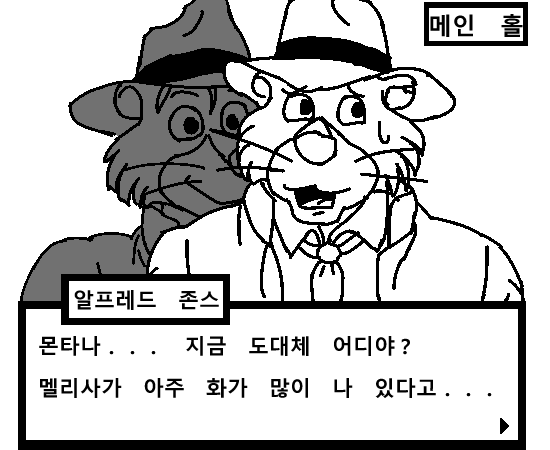 메인 홀
알프레드 존스
몬타나... 지금 도대체 어디야?
멜리사가 아주 화가 많이 나 있다고...